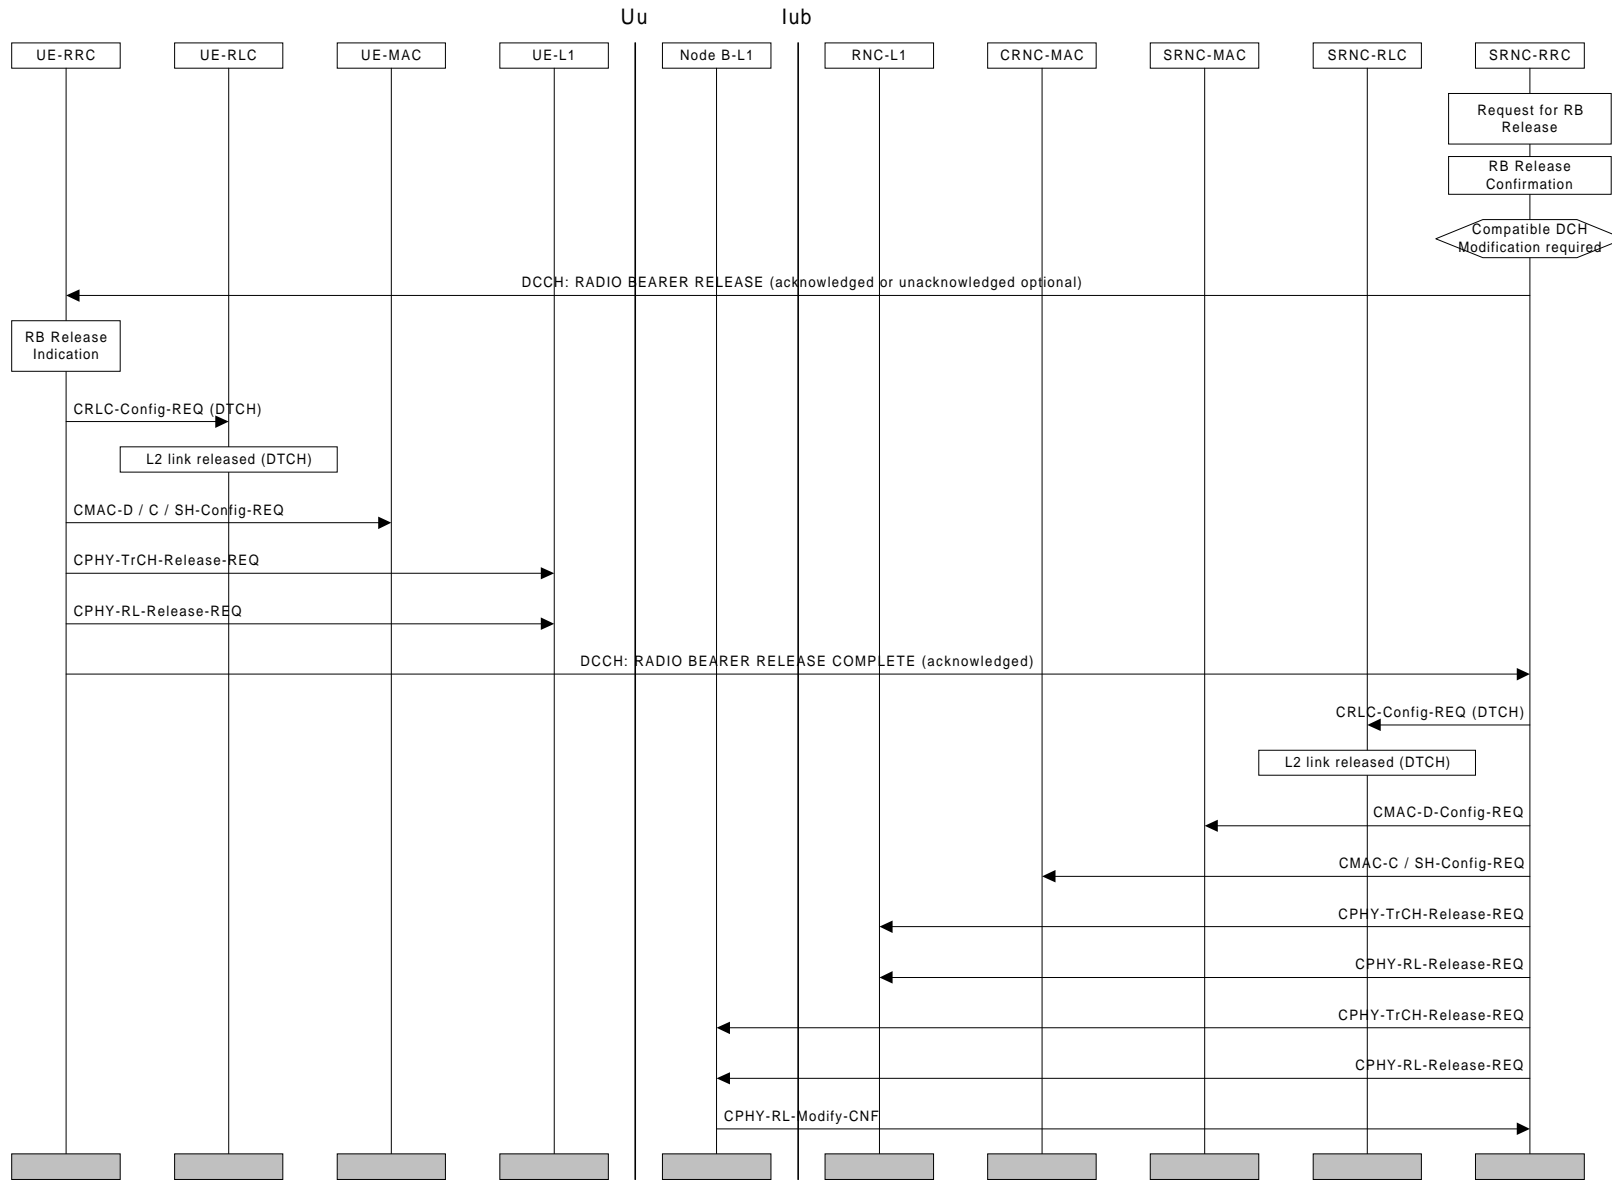 Uu
Iub
UE-RRC
UE-RLC
UE-MAC
UE-L1
Node B-L1
RNC-L1
CRNC-MAC
SRNC-MAC
SRNC-RLC
SRNC-RRC
Request for RB
Release
RB Release
Confirmation
Compatible DCH
Modification required
DCCH: RADIO BEARER RELEASE (acknowledged or unacknowledged optional)
RB Release
Indication
CRLC-Config-REQ (DTCH)
L2 link released (DTCH)
CMAC-D / C / SH-Config-REQ
CPHY-TrCH-Release-REQ
CPHY-RL-Release-REQ
DCCH: RADIO BEARER RELEASE COMPLETE (acknowledged)
CRLC-Config-REQ (DTCH)
L2 link released (DTCH)
CMAC-D-Config-REQ
CMAC-C / SH-Config-REQ
CPHY-TrCH-Release-REQ
CPHY-RL-Release-REQ
CPHY-TrCH-Release-REQ
CPHY-RL-Release-REQ
CPHY-RL-Modify-CNF